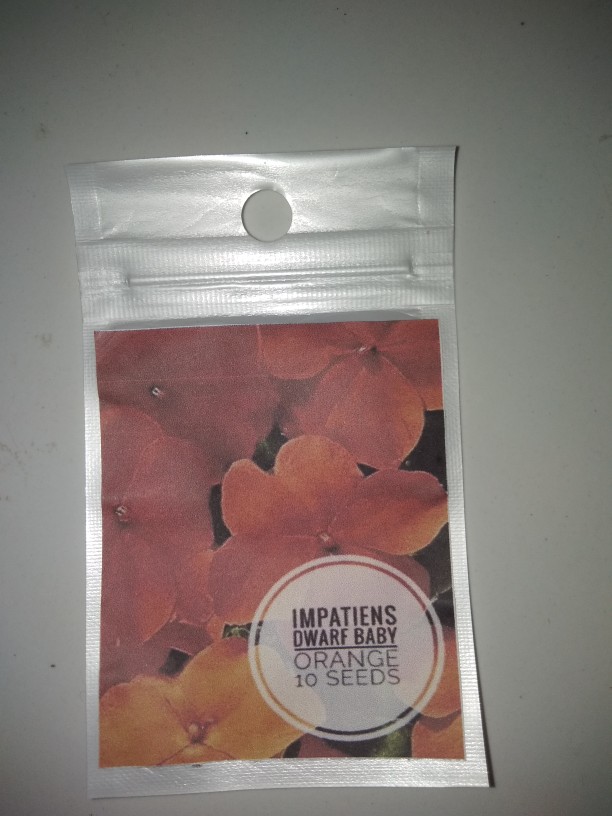 IMPATIENS
DWARF BABY
ORANGE
10 SEEDS